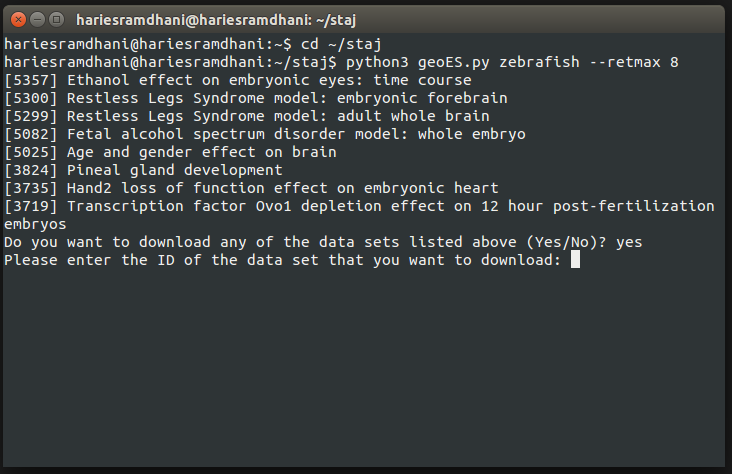 hariesramdhani@hariesramdhani: ~/staj
hariesramdhani@hariesramdhani:~$ cd ~/staj
hariesramdhani@hariesramdhani:~/staj$ python3 geoES.py zebrafish --retmax 8
[5357] Ethanol effect on embryonic eyes: time course
[5300] Restless Legs Syndrome model: embryonic forebrain
[5299] Restless Legs Syndrome model: adult whole brain
[5082] Fetal alcohol spectrum disorder model: whole embryo
[5025] Age and gender effect on brain
[3824] Pineal gland development
[3735] Hand2 loss of function effect on embryonic heart
[3719] Transcription factor Ovo1 depletion effect on 12 hour post-fertilization
embryos
Do you want to download any of the data sets listed above (Yes/No)? yes
Please enter the ID of the data set that you want to download: